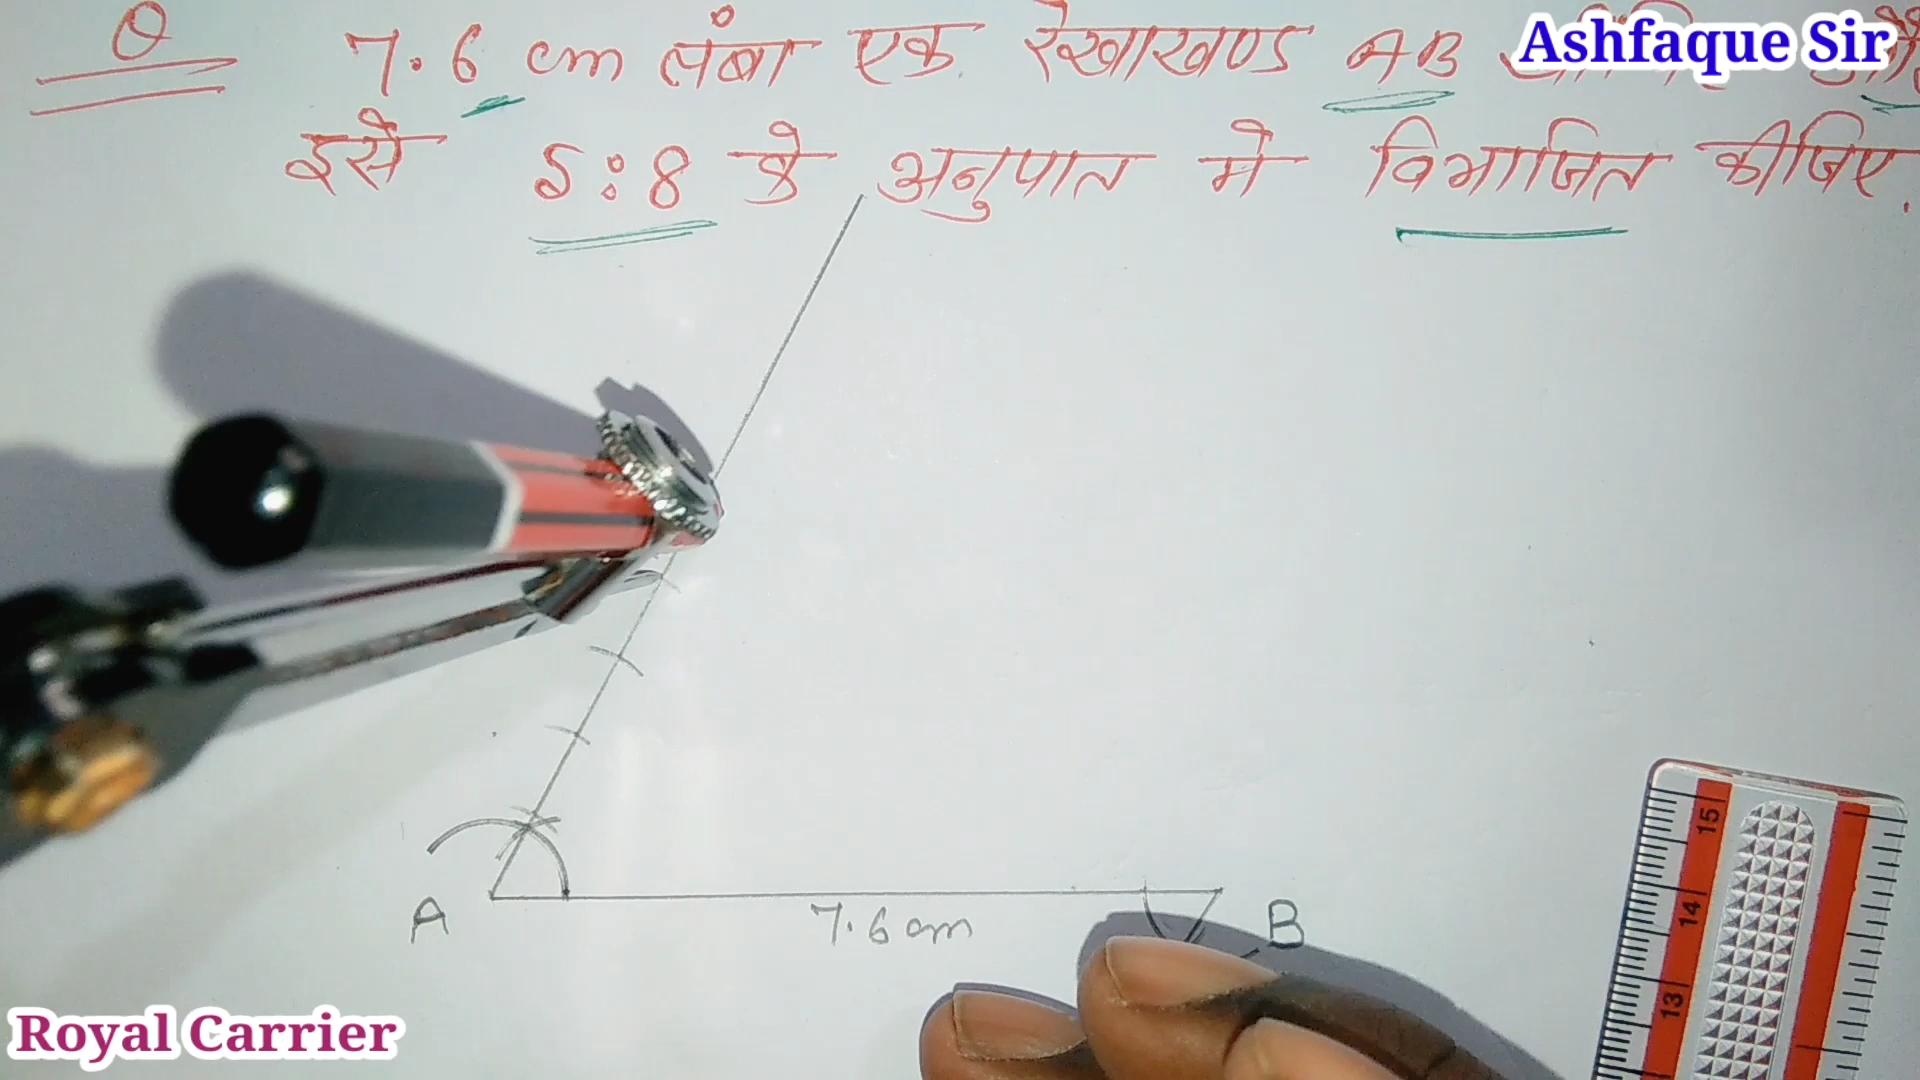 Q 7.6 cm लंबा एक रेखाखण्ड AB
Ashfaque Sir
इसे 5:8 के अनुपात मे विभाजित कीजिए.
A
7.6 cm
B
15
14
13
Royal Carrier